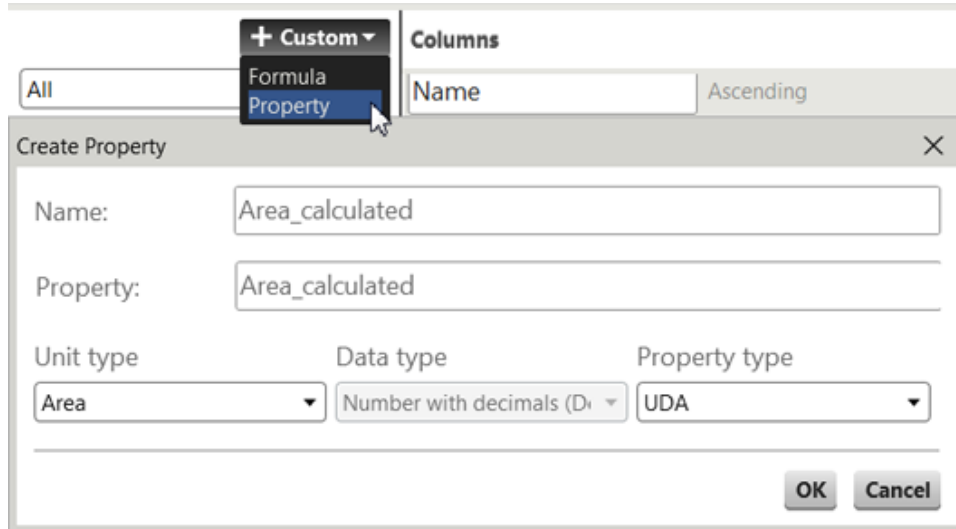 + Custom
Columns
Formula
Property
All
Name
Ascending
Create Property
Name:
Area_calculated
Property:
Area_calculated
Unit type
Data type
Property type
Area
Number with decimals (D
UDA
OK
Cancel